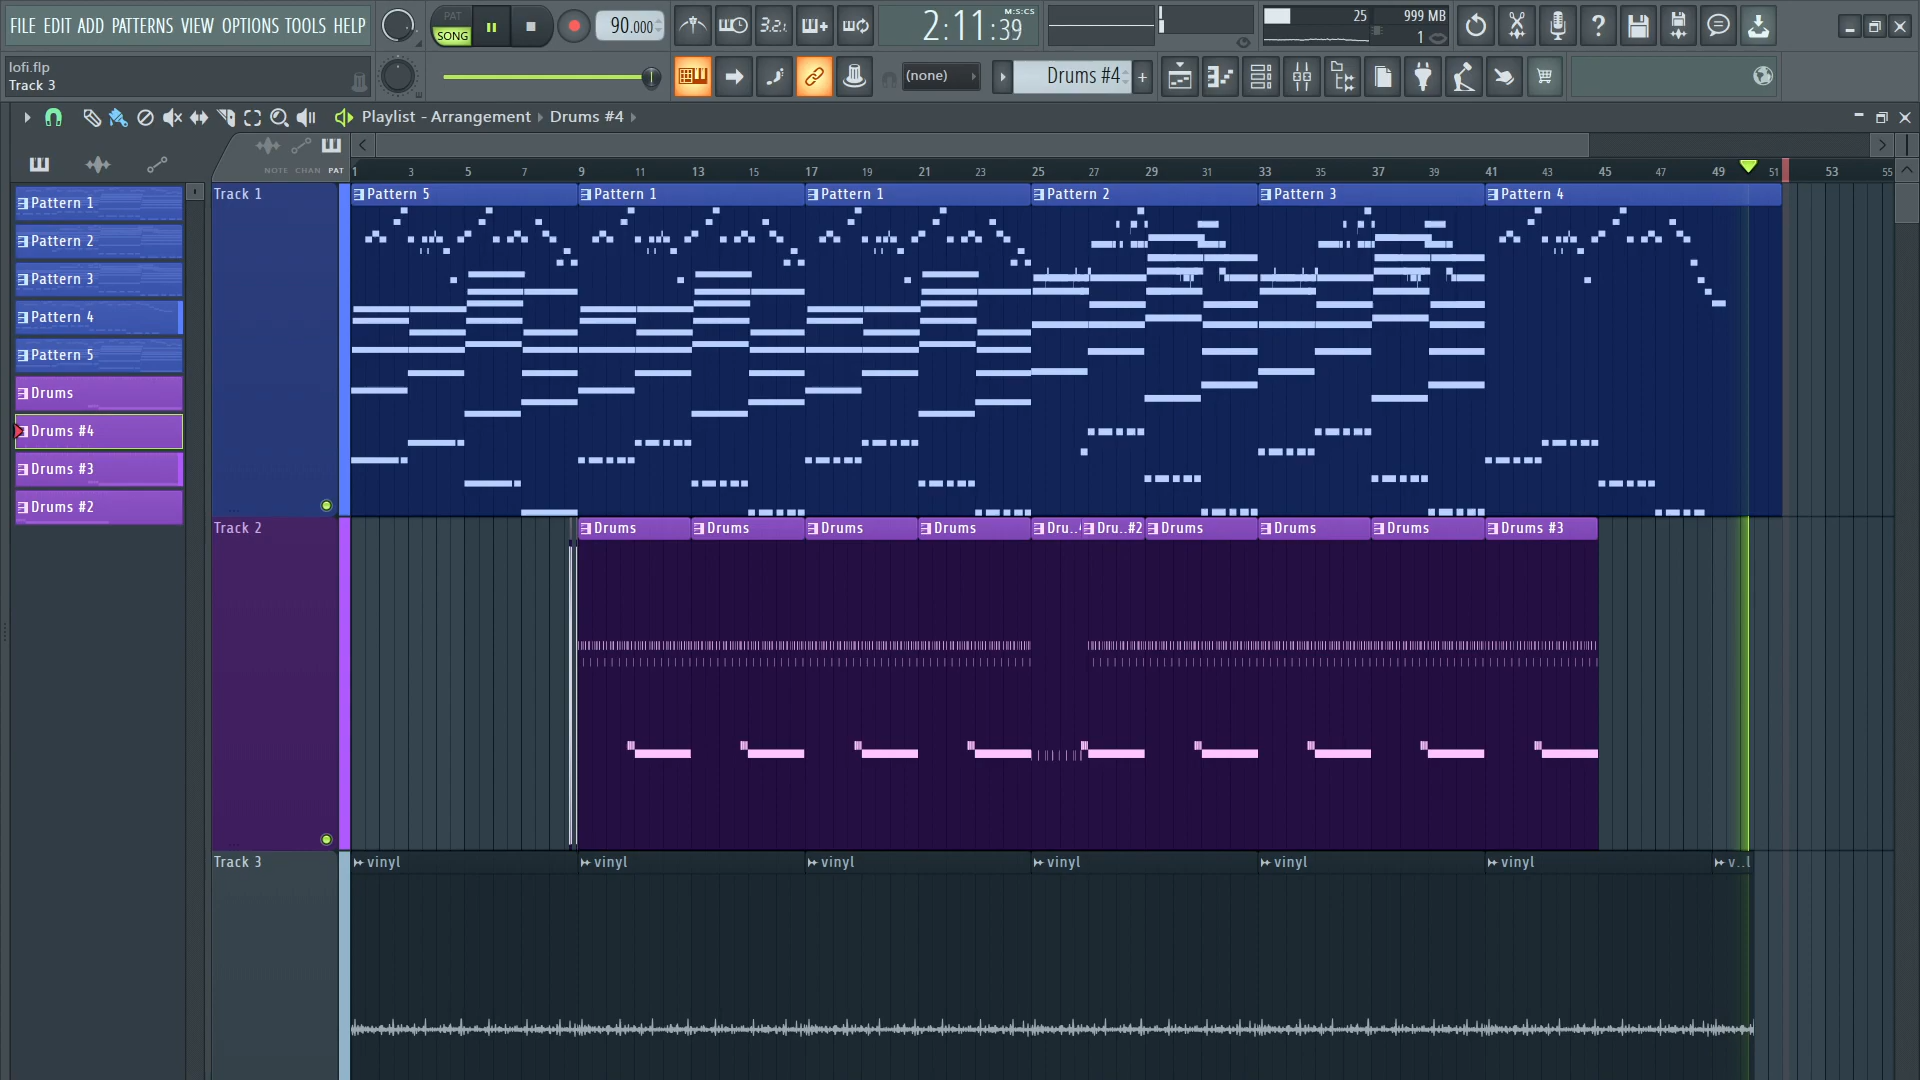 FILE EDIT ADD PATTERNS VIEW OPTIONS TOOLS HELP
PAT
SONG
90.000
3.2.1
2:11:39
M:S:CS
25
999 MB
1
lofi.flp
Track 3
(none)
Drums #4
Playlist - Arrangement
Drums #4
NOTE CHAN PAT
1 3 5 7 9 11 13 15 17 19 21 23 25 27 29 31 33 35 37 39 41 43 45 47 49 51 53 55
Pattern 1
Pattern 2
Pattern 3
Pattern 4
Pattern 5
Drums
Drums #4
Drums #3
Drums #2
Track 1
Pattern 5
Pattern 1
Pattern 1
Pattern 2
Pattern 3
Pattern 4
Track 2
Drums
Drums
Drums
Drums
Dru..
Dru..#2
Drums
Drums
Drums
Drums #3
Track 3
vinyl
vinyl
vinyl
vinyl
vinyl
vinyl
v..l